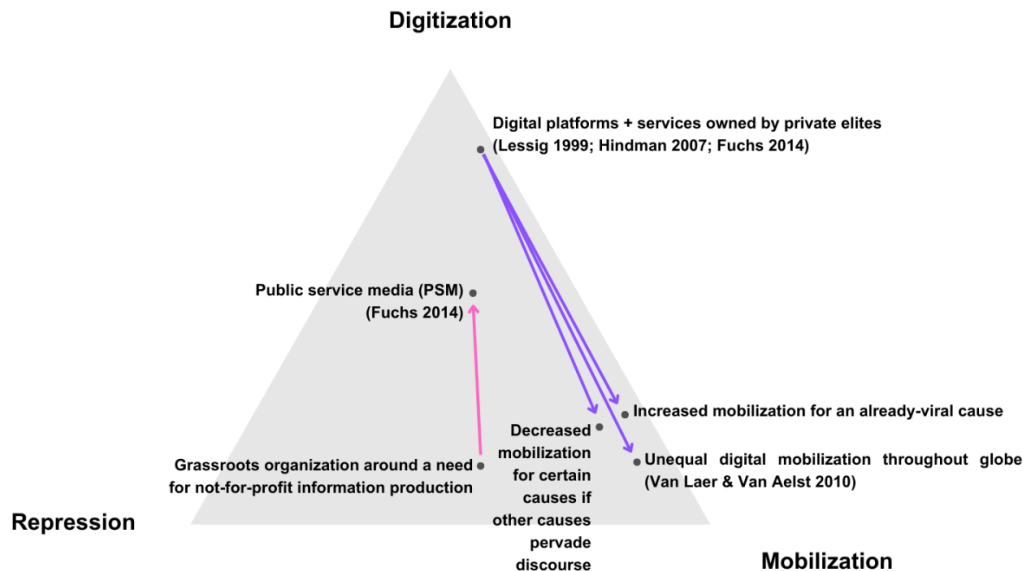 Digitization
Digital platforms + services owned by private elites
(Lessig 1999; Hindman 2007; Fuchs 2014)
Public service media (PSM)
(Fuchs 2014)
Increased mobilization for an already-viral cause
Decreased
mobilization
for certain
causes if
other causes
pervade
discourse
Unequal digital mobilization throughout globe
(Van Laer & Van Aelst 2010)
Grassroots organization around a need
for not-for-profit information production
Repression
Mobilization